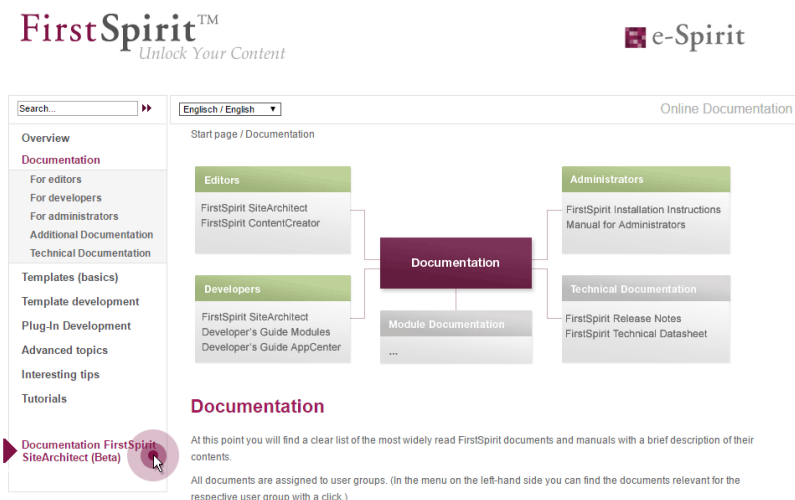 FirstSpirit™
Unlock Your Content
e-Spirit
Search...
Englisch / English
Online Documentation
Overview
Documentation
For editors
For developers
For administrators
Additional Documentation
Technical Documentation
Templates (basics)
Template development
Plug-In Development
Advanced topics
Interesting tips
Tutorials
Documentation FirstSpirit
SiteArchitect (Beta)
Start page / Documentation
Editors
FirstSpirit SiteArchitect
FirstSpirit ContentCreator
Administrators
FirstSpirit Installation Instructions
Manual for Administrators
Documentation
Developers
FirstSpirit SiteArchitect
Developer's Guide Modules
Developer's Guide AppCenter
Module Documentation
...
Technical Documentation
FirstSpirit Release Notes
FirstSpirit Technical Datasheet
Documentation
At this point you will find a clear list of the most widely read FirstSpirit documents and manuals with a brief description of their
contents.
All documents are assigned to user groups. (In the menu on the left-hand side you can find the documents relevant for the
respective user group with a click.)